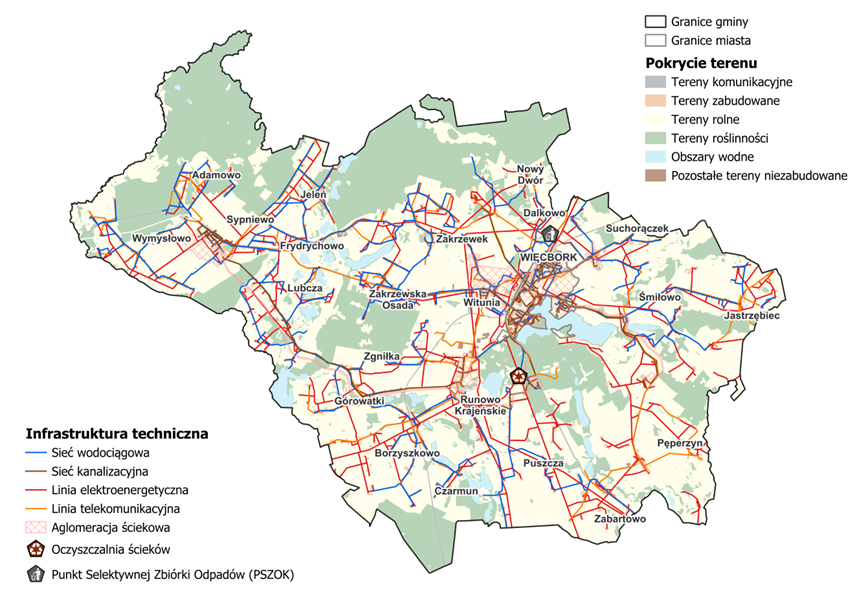 Granice gminy
Granice miasta
Pokrycie terenu
Tereny komunikacyjne
Tereny zabudowane
Tereny rolne
Tereny roślinności
Obszary wodne
Pozostałe tereny niezabudowane
Adamowo
Nowy
Dwór
Jeleń
Dalkowo
Sypniewo
Suchorączek
Wymysłowo
Frydrychowo
Zakrzewek
WIĘCBORK
Lubcza
Zakrzewska
Osada
Witunia
Śmiłowo
Jastrzębiec
Zgniłka
Górowatki
Runowo
Krajeńskie
Infrastruktura techniczna
Sieć wodociągowa
Sieć kanalizacyjna
Linia elektroenergetyczna
Linia telekomunikacyjna
Aglomeracja ściekowa
Oczyszczalnia ścieków
Punkt Selektywnej Zbiórki Odpadów (PSZOK)
Pęperzyn
Borzyszkowo
Puszcza
Czarmuń
Zabartowo